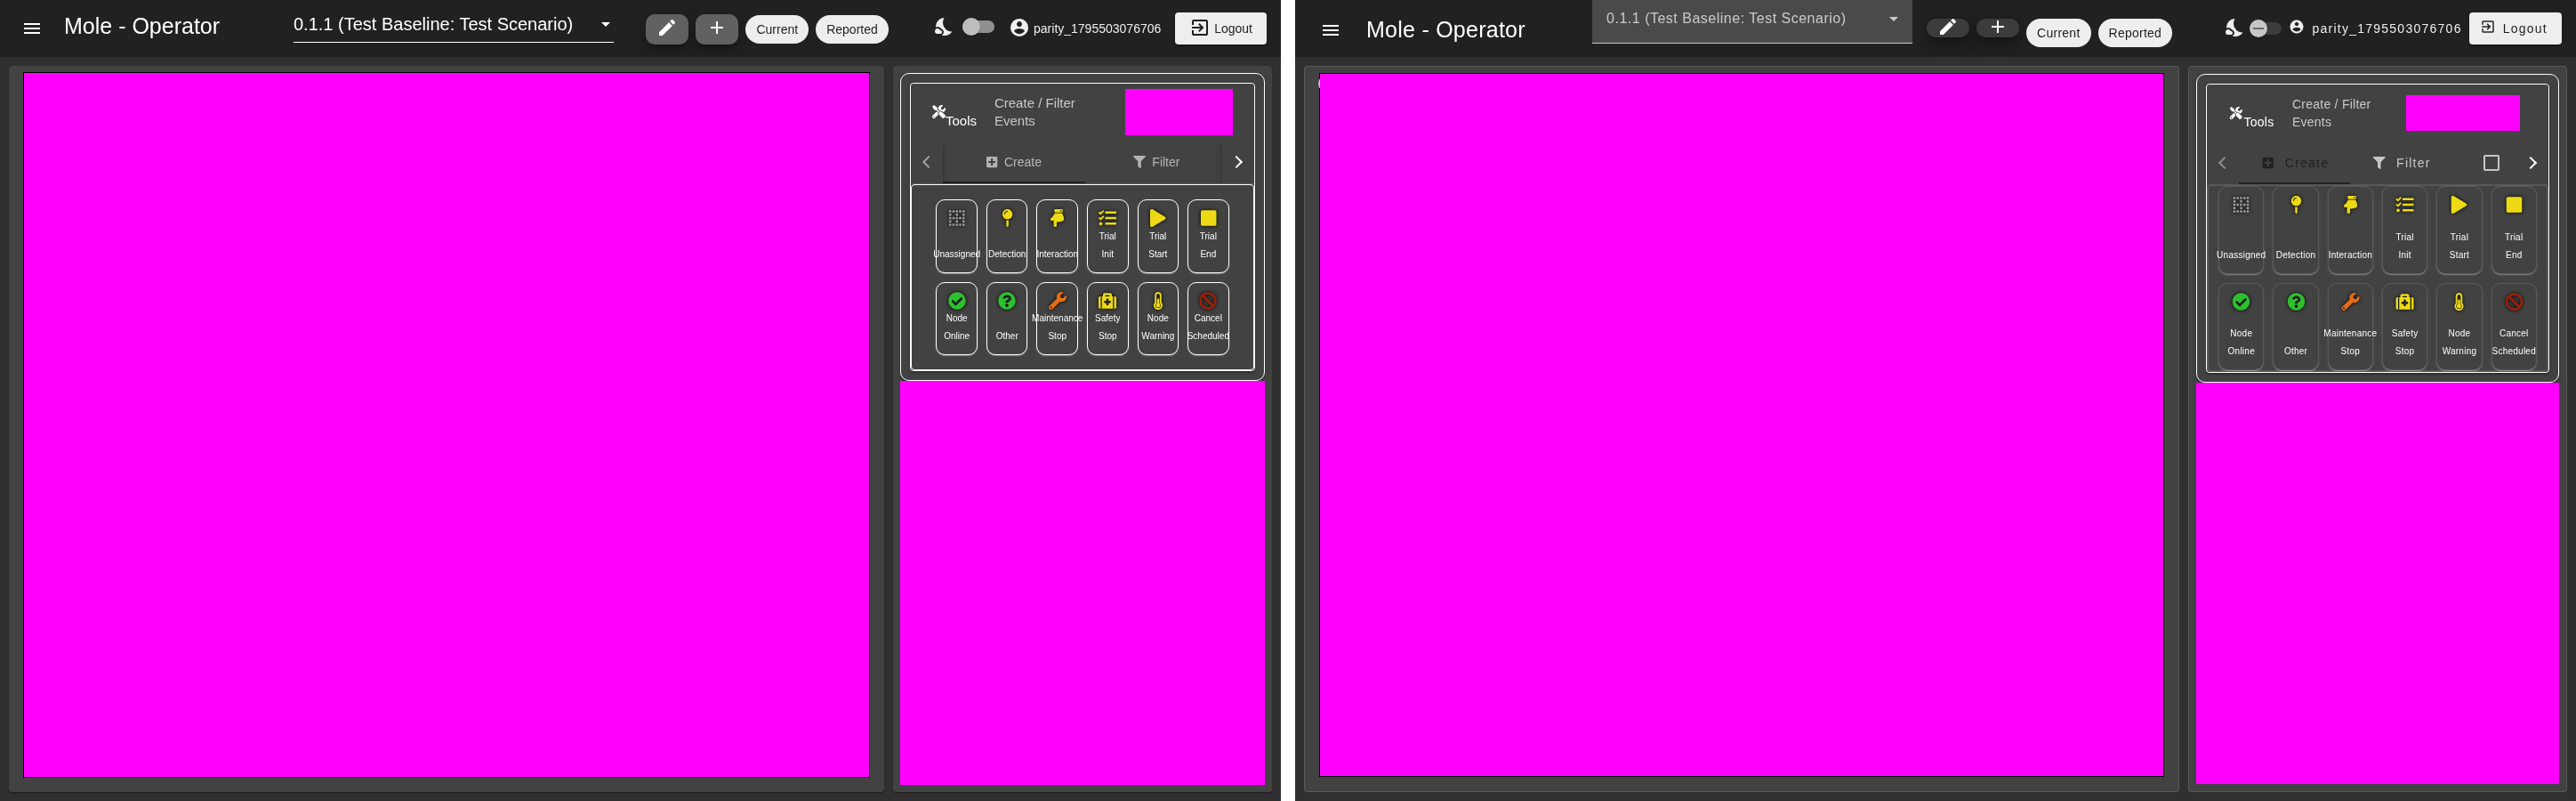 Mole - Operator
0.1.1 (Test Baseline: Test Scenario)
Current
Reported
parity_1795503076706
Logout
Tools
Create / Filter
Events
Create
Filter
Unassigned
Detection
Interaction
Trial
Init
Trial
Start
Trial
End
Node
Online
Other
Maintenance
Stop
Safety
Stop
Node
Warning
Cancel
Scheduled
Mole - Operator
0.1.1 (Test Baseline: Test Scenario)
Current
Reported
parity_1795503076706
Logout
Tools
Create / Filter
Events
Create
Filter
Unassigned
Detection
Interaction
Trial
Init
Trial
Start
Trial
End
Node
Online
Other
Maintenance
Stop
Safety
Stop
Node
Warning
Cancel
Scheduled